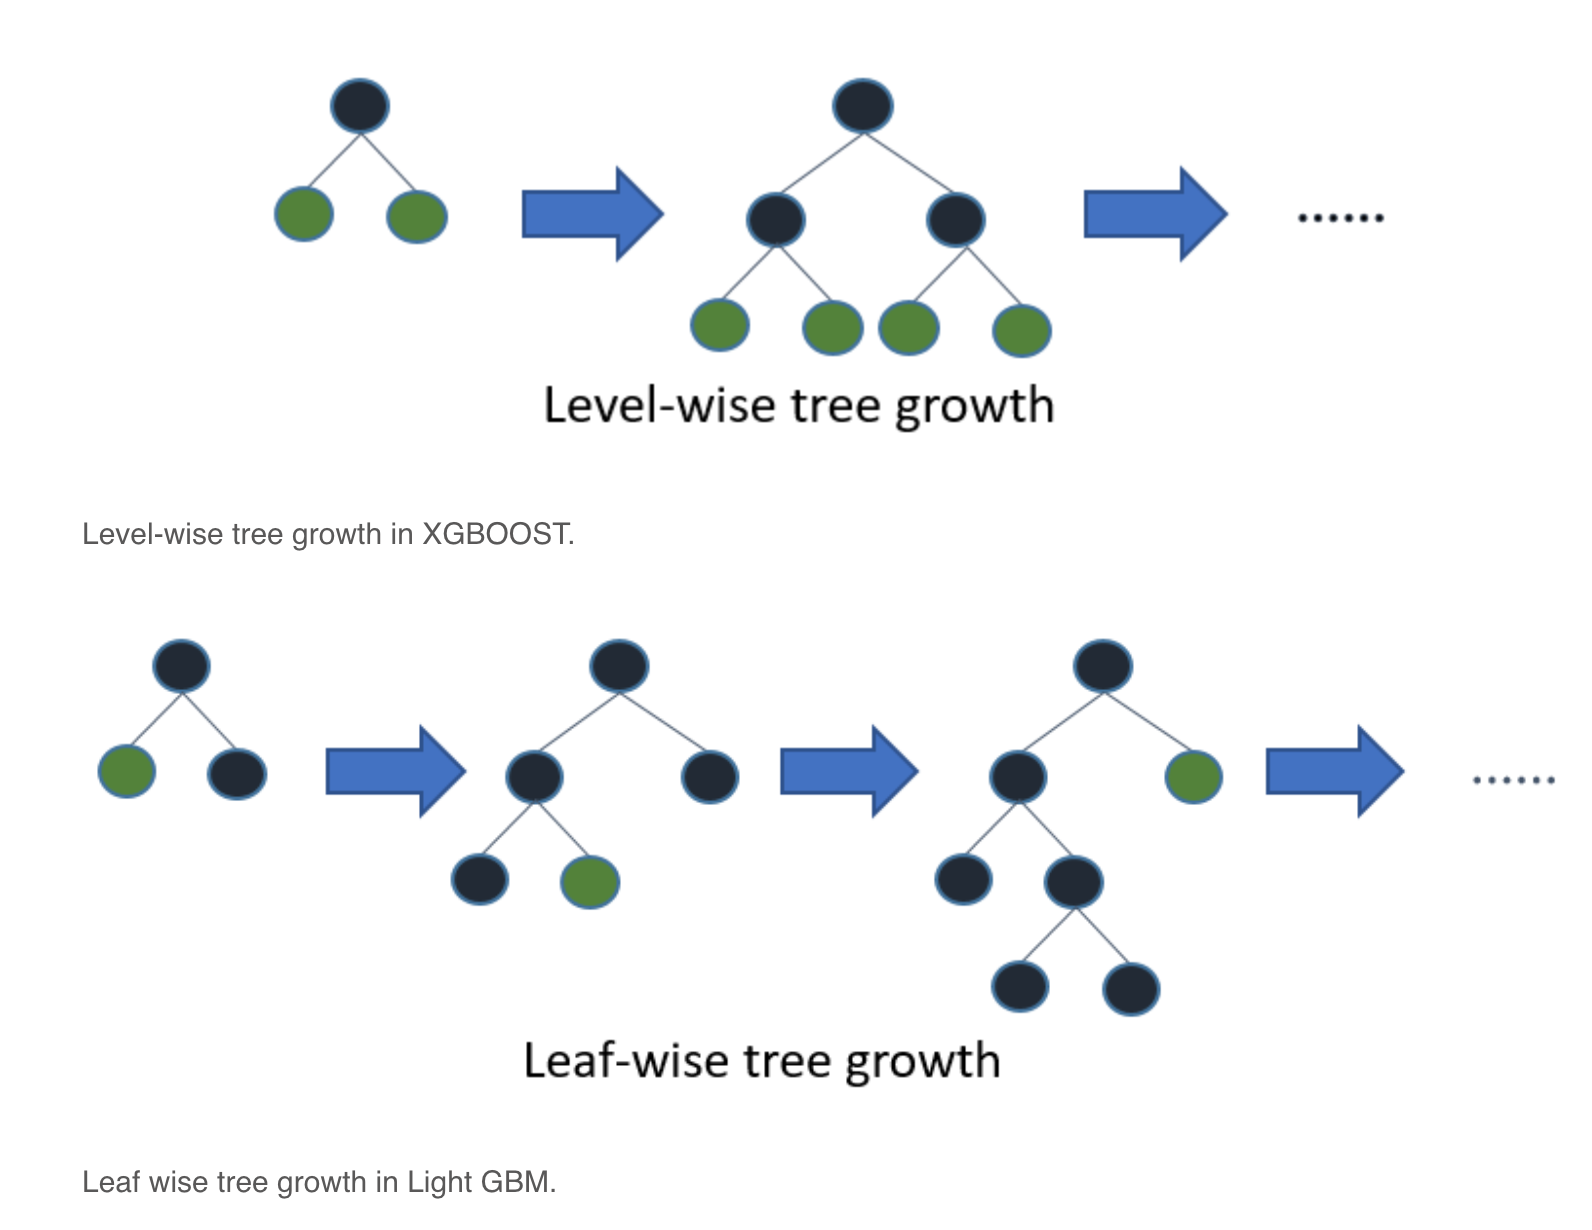 Level-wise tree growth
Level-wise tree growth in XGBOOST.
Leaf-wise tree growth
Leaf wise tree growth in Light GBM.